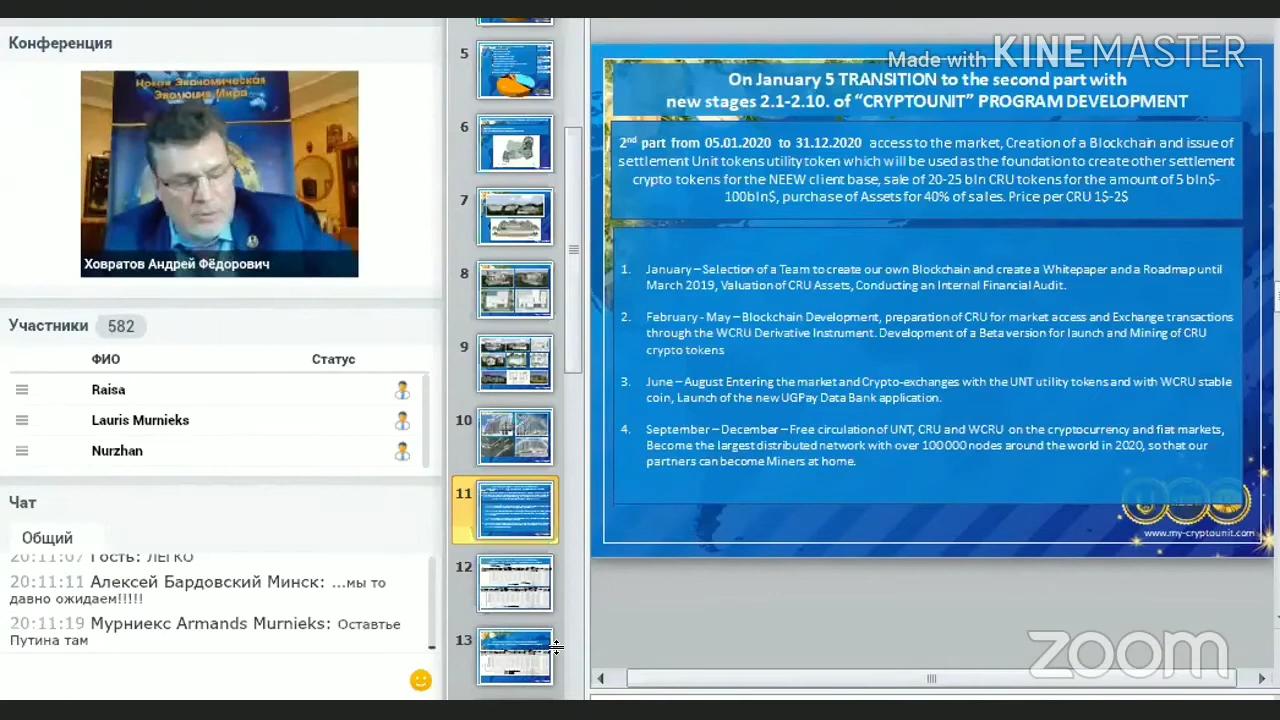 Конференция
Новая Экономическая
Эволюция Мира
Ховратов Андрей Фёдорович
Участники 582
ФИО Статус
Raisa
Lauris Murnieks
Nurzhan
Чат
Общий
20:11:07 Гость: ЛЕГКО
20:11:11 Алексей Бардовский Минск: ...мы то
давно ожидаем!!!!!
20:11:19 Мурниекс Armands Murnieks: Оставтье
Путина там
5
6
7
8
9
10
11
12
13
Made with KINEMASTER
On January 5 TRANSITION to the second part with
new stages 2.1-2.10. of “CRYPTOUNIT” PROGRAM DEVELOPMENT
2nd part from 05.01.2020 to 31.12.2020 access to the market, Creation of a Blockchain and issue of
settlement Unit tokens utility token which will be used as the foundation to create other settlement
crypto tokens for the NEEW client base, sale of 20-25 bln CRU tokens for the amount of 5 bln$-
100bln$, purchase of Assets for 40% of sales. Price per CRU 1$-2$
1. January – Selection of a Team to create our own Blockchain and create a Whitepaper and a Roadmap until
March 2019, Valuation of CRU Assets, Conducting an Internal Financial Audit.
2. February - May – Blockchain Development, preparation of CRU for market access and Exchange transactions
through the WCRU Derivative Instrument. Development of a Beta version for launch and Mining of CRU
crypto tokens
3. June – August Entering the market and Crypto-exchanges with the UNT utility tokens and with WCRU stable
coin, Launch of the new UGPay Data Bank application.
4. September – December – Free circulation of UNT, CRU and WCRU on the cryptocurrency and fiat markets,
Become the largest distributed network with over 100 000 nodes around the world in 2020, so that our
partners can become Miners at home.
www.my-cryptounit.com
zoom